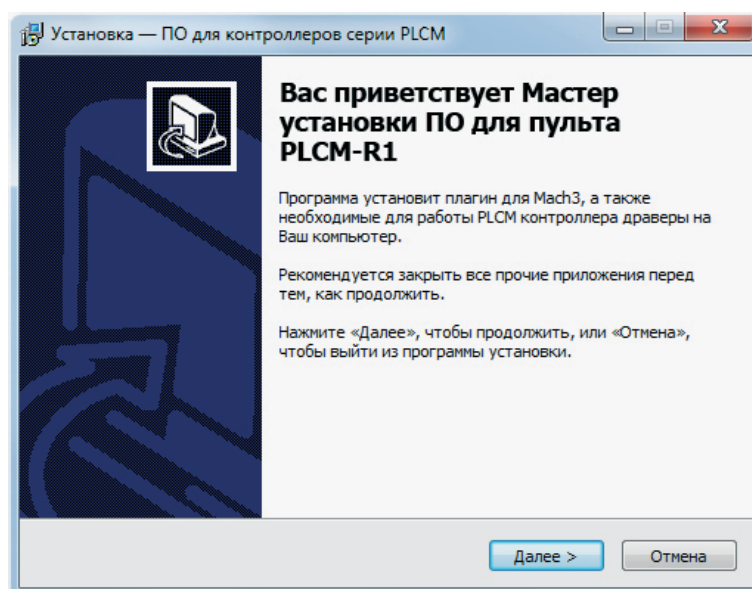 Установка — ПО для контроллеров серии PLCM
Вас приветствует Мастер
установки ПО для пульта
PLCM-R1
Программа установит плагин для Mach3, а также
необходимые для работы PLCM контроллера драверы на
Ваш компьютер.
Рекомендуется закрыть все прочие приложения перед
тем, как продолжить.
Нажмите «Далее», чтобы продолжить, или «Отмена»,
чтобы выйти из программы установки.
Далее >
Отмена